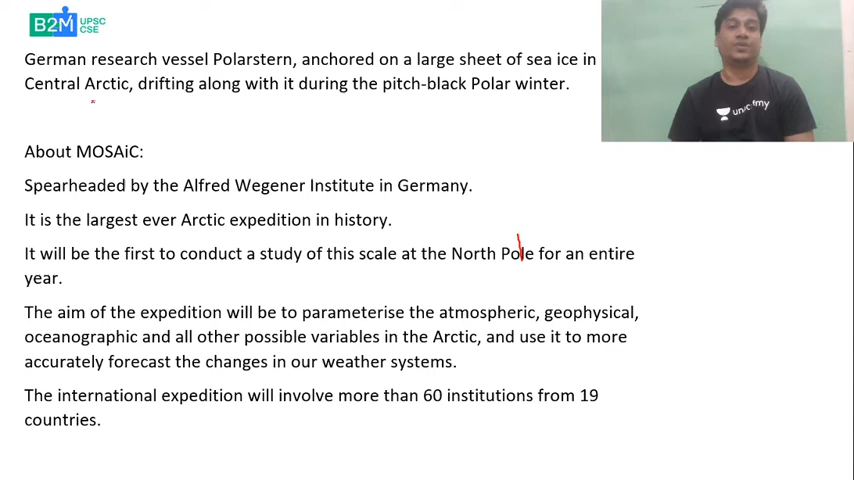 B2M UPSC
CSE
German research vessel Polarstern, anchored on a large sheet of sea ice in
Central Arctic, drifting along with it during the pitch-black Polar winter.
unacademy
About MOSAiC:
Spearheaded by the Alfred Wegener Institute in Germany.
It is the largest ever Arctic expedition in history.
It will be the first to conduct a study of this scale at the North Pole for an entire
year.
The aim of the expedition will be to parameterise the atmospheric, geophysical,
oceanographic and all other possible variables in the Arctic, and use it to more
accurately forecast the changes in our weather systems.
The international expedition will involve more than 60 institutions from 19
countries.